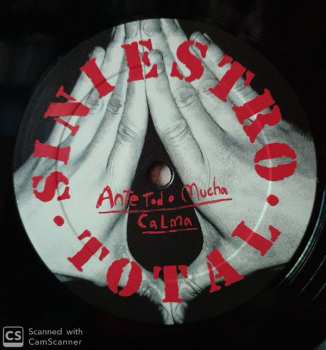 SINIESTRO
· TOTAL ·
Ante Todo Mucha
Calma
CS Scanned with
CamScanner